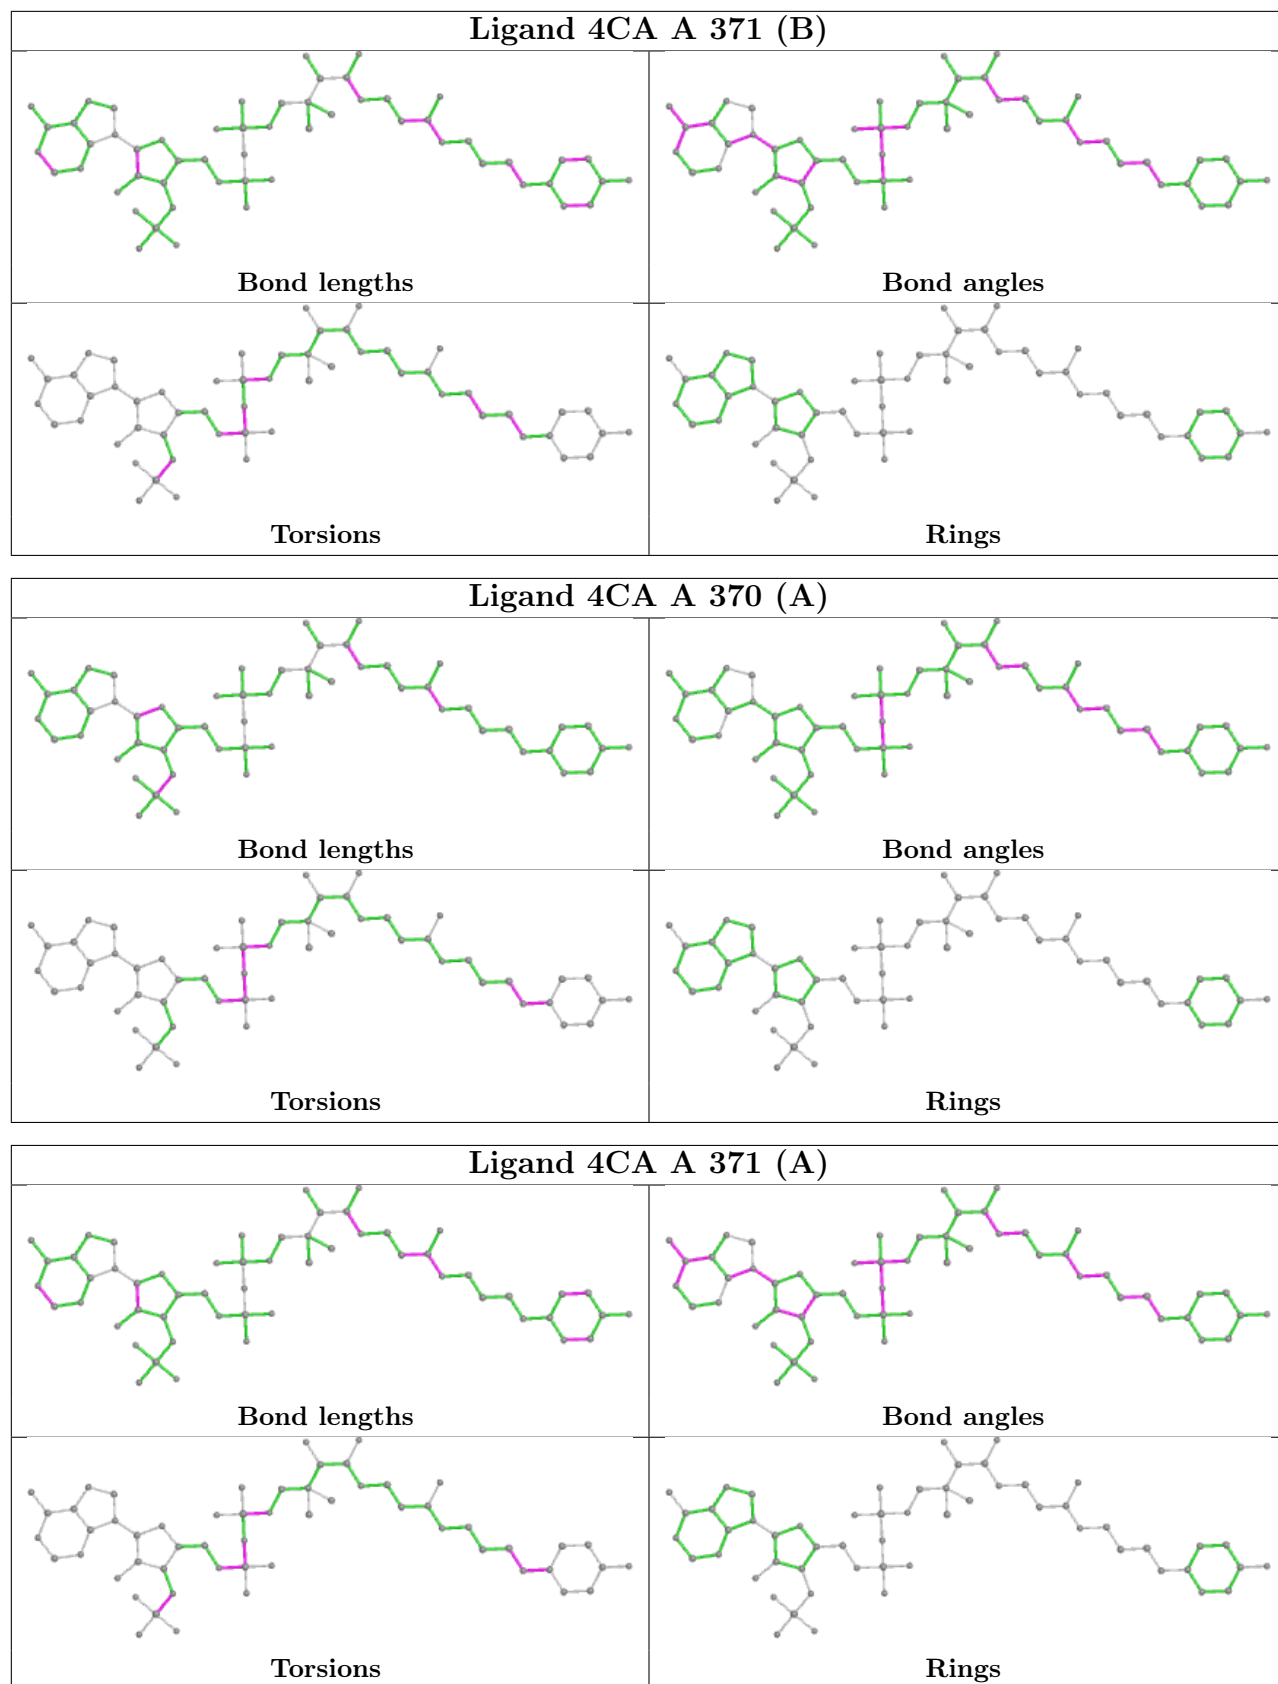 Ligand 4CA A 371 (B)
Bond lengths
Bond angles
Torsions
Rings
Ligand 4CA A 370 (A)
Bond lengths
Bond angles
Torsions
Rings
Ligand 4CA A 371 (A)
Bond lengths
Bond angles
Torsions
Rings